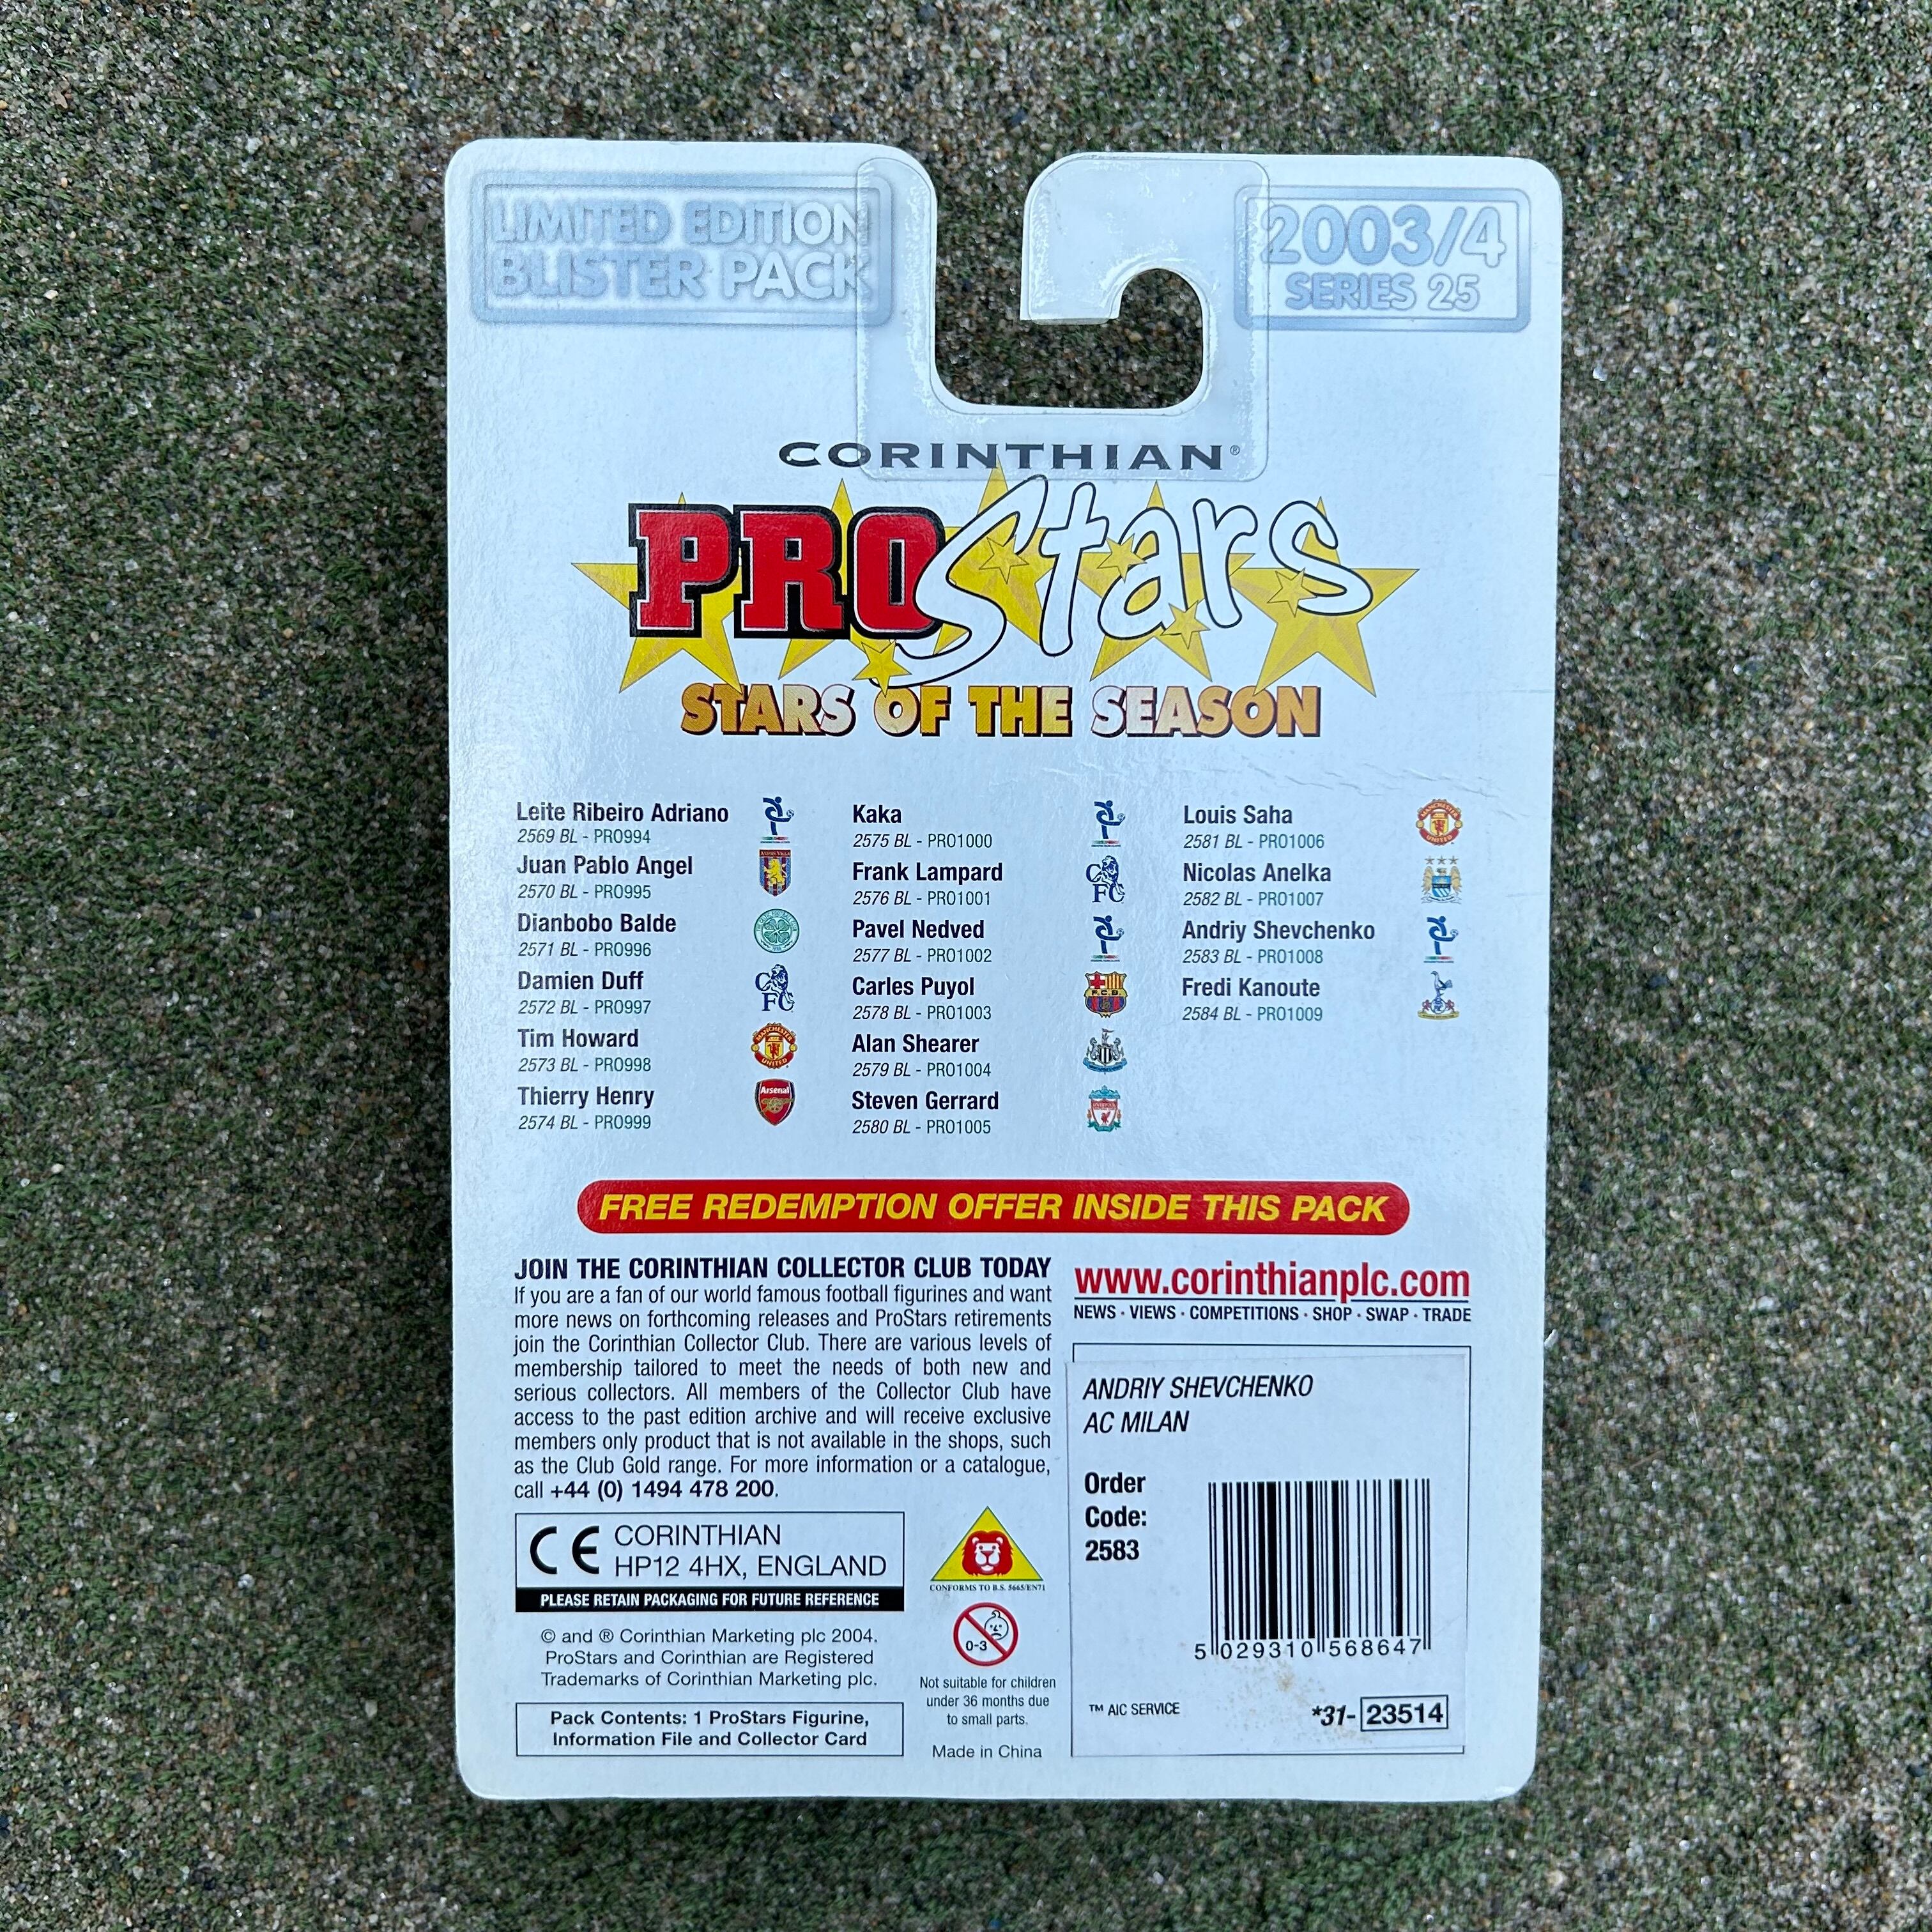 LIMITED EDITION
BLISTER PACK
2003/4
SERIES 25
CORINTHIAN®
PROStars
STARS OF THE SEASON
Leite Ribeiro Adriano
2569 BL - PRO994
Juan Pablo Angel
2570 BL - PRO995
Dianbobo Balde
2571 BL - PRO996
Damien Duff
2572 BL - PRO997
Tim Howard
2573 BL - PRO998
Thierry Henry
2574 BL - PRO999
Kaka
2575 BL - PRO1000
Frank Lampard
2576 BL - PRO1001
Pavel Nedved
2577 BL - PRO1002
Carles Puyol
2578 BL - PRO1003
Alan Shearer
2579 BL - PRO1004
Steven Gerrard
2580 BL - PRO1005
Louis Saha
2581 BL - PRO1006
Nicolas Anelka
2582 BL - PRO1007
Andriy Shevchenko
2583 BL - PRO1008
Fredi Kanoute
2584 BL - PRO1009
CFC
MANCHESTER
UNITED
Arsenal
CFC
F.C.B.
MANCHESTER
UNITED
FREE REDEMPTION OFFER INSIDE THIS PACK
JOIN THE CORINTHIAN COLLECTOR CLUB TODAY
If you are a fan of our world famous football figurines and want
more news on forthcoming releases and ProStars retirements
join the Corinthian Collector Club. There are various levels of
membership tailored to meet the needs of both new and
serious collectors. All members of the Collector Club have
access to the past edition archive and will receive exclusive
members only product that is not available in the shops, such
as the Club Gold range. For more information or a catalogue,
call +44 (0) 1494 478 200.
www.corinthianplc.com
NEWS · VIEWS · COMPETITIONS · SHOP · SWAP · TRADE
ANDRIY SHEVCHENKO
AC MILAN
Order
Code:
2583
5 029310 568647
™ AIC SERVICE
*31- 23514
CE CORINTHIAN
HP12 4HX, ENGLAND
PLEASE RETAIN PACKAGING FOR FUTURE REFERENCE
© and ® Corinthian Marketing plc 2004.
ProStars and Corinthian are Registered
Trademarks of Corinthian Marketing plc.
Pack Contents: 1 ProStars Figurine,
Information File and Collector Card
CONFORMS TO B.S. 5665/EN71
0-3
Not suitable for children
under 36 months due
to small parts.
Made in China